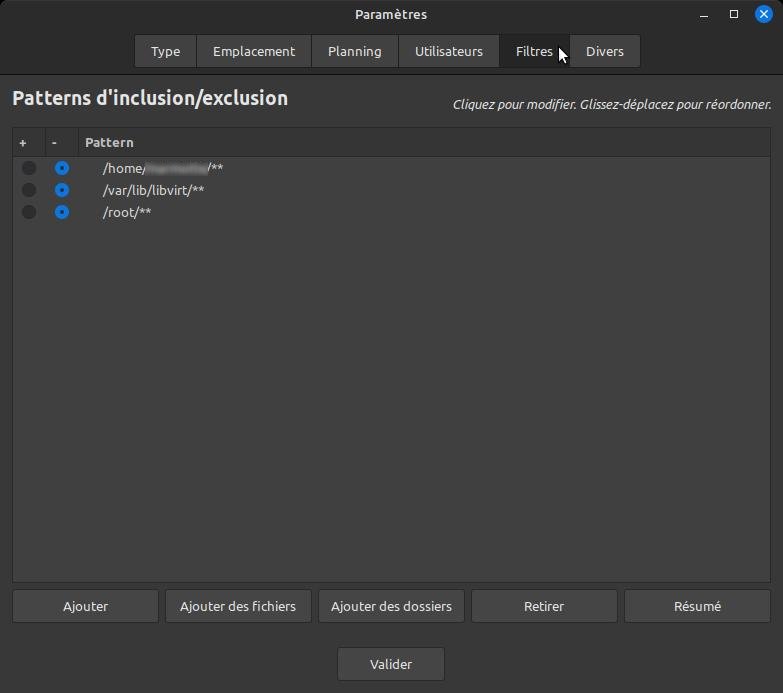 Paramètres
Type Emplacement Planning Utilisateurs Filtres Divers
Patterns d'inclusion/exclusion
Cliquez pour modifier. Glissez-déplacez pour réordonner.
+ - Pattern
/home/ /**
/var/lib/libvirt/**
/root/**
Ajouter Ajouter des fichiers Ajouter des dossiers Retirer Résumé
Valider